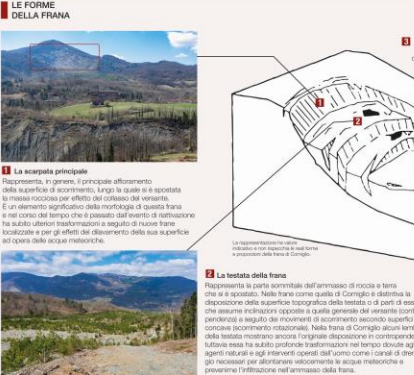 LE FORME
DELLA FRANA
3
1
2
1 La scarpata principale
Rappresenta, in genere, il principale affioramento
della superficie di scorrimento, lungo la quale si è spostata
la massa rocciosa per effetto del collasso del versante.
È un elemento significativo della morfologia di questa frana
e nel corso del tempo che è passato dall'evento di riattivazione
ha subito ulteriori trasformazioni a seguito di nuove frane
localizzate e per gli effetti del dilavamento della sua superficie
ad opera delle acque meteoriche.
La rappresentazione ha valore
indicativo e non rispecchia le reali forme
e proporzioni della frana di Corniglio.
2 La testata della frana
Rappresenta la parte sommitale dell'ammasso di roccia e terra
che si è spostato. Nelle frane come quella di Corniglio è distintiva la
disposizione della superficie topografica della testata o di parti di essa
che assume inclinazioni opposte a quella generale del versante
pendenza) a seguito dei movimenti di scorrimento secondo superfici
concave (scorrimento rotazionale). Nella frana di Corniglio alcuni
della testata mostrano ancora l'originale disposizione in
tuttavia essa ha subito profonde trasformazioni nel tempo dovute
agenti naturali e agli interventi operati dall'uomo come i canali di
gio necessari per allontanare velocemente le acque meteoriche e
prevenirne l'infiltrazione nell'ammasso della frana.